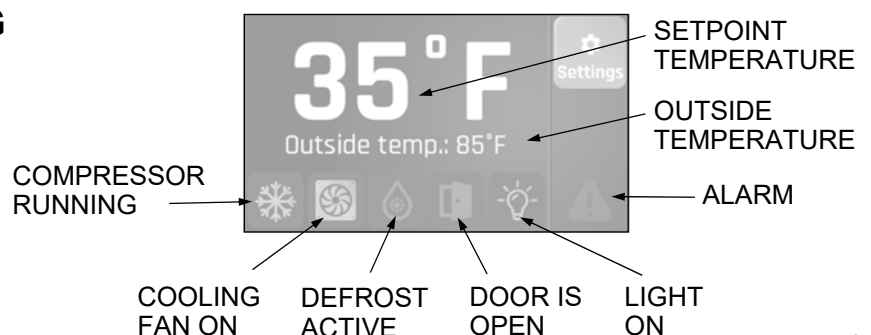 G
35°F
Outside temp.: 85°F
Settings
SETPOINT
TEMPERATURE
OUTSIDE
TEMPERATURE
ALARM
COMPRESSOR
RUNNING
COOLING
FAN ON
DEFROST
ACTIVE
DOOR IS
OPEN
LIGHT
ON